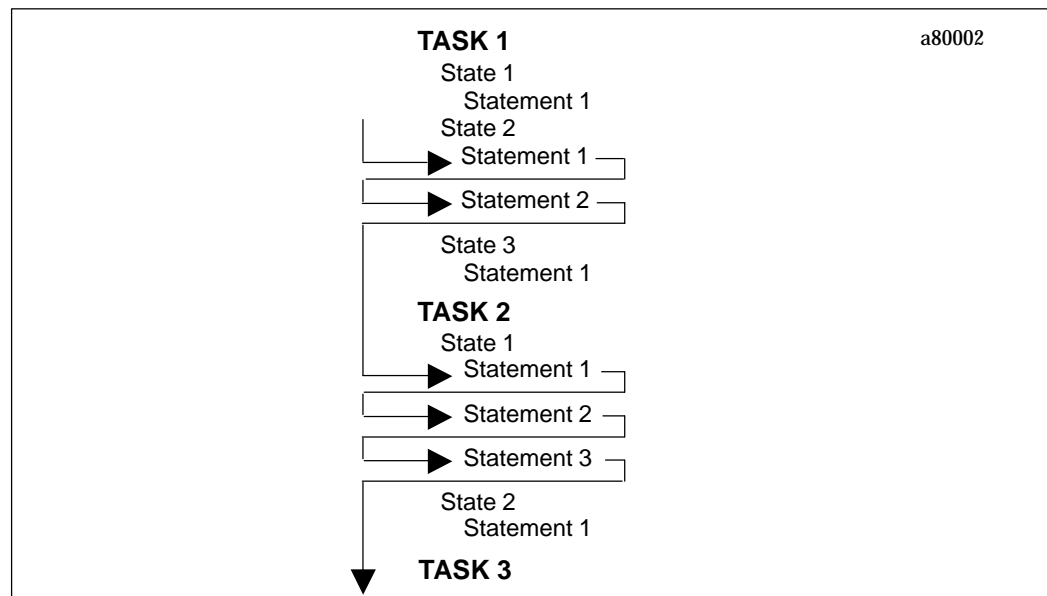 TASK 1
a80002
State 1
Statement 1
State 2
Statement 1
Statement 2
State 3
Statement 1
TASK 2
State 1
Statement 1
Statement 2
Statement 3
State 2
Statement 1
TASK 3